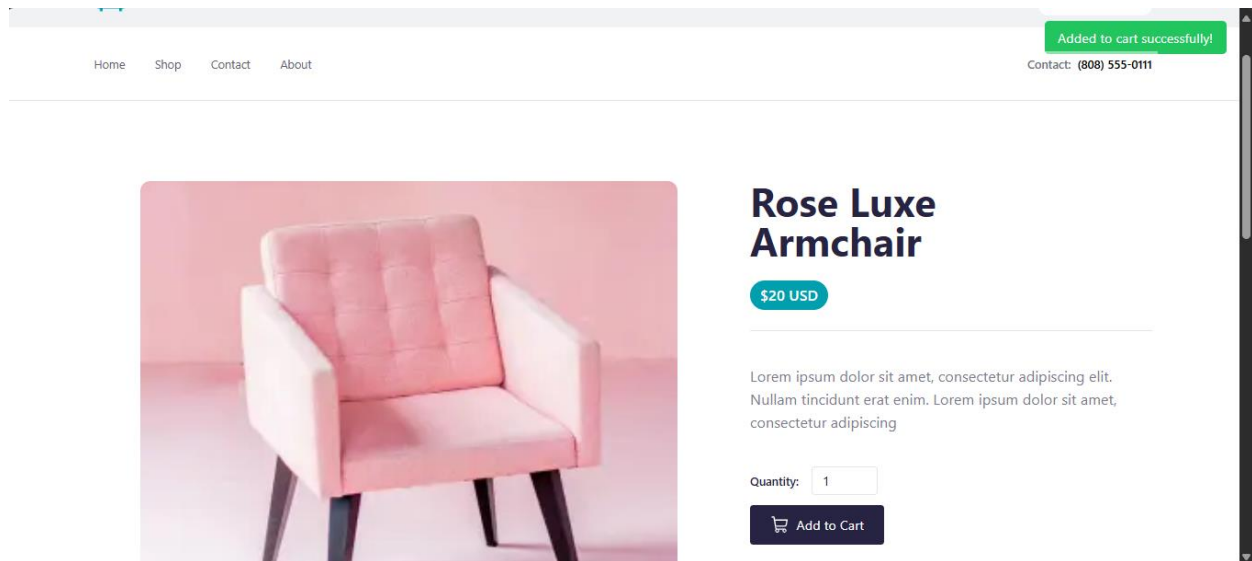 Added to cart successfully!
Home Shop Contact About
Contact: (808) 555-0111
Rose Luxe
Armchair
$20 USD
Lorem ipsum dolor sit amet, consectetur adipiscing elit.
Nullam tincidunt erat enim. Lorem ipsum dolor sit amet,
consectetur adipiscing
Quantity: 1
Add to Cart